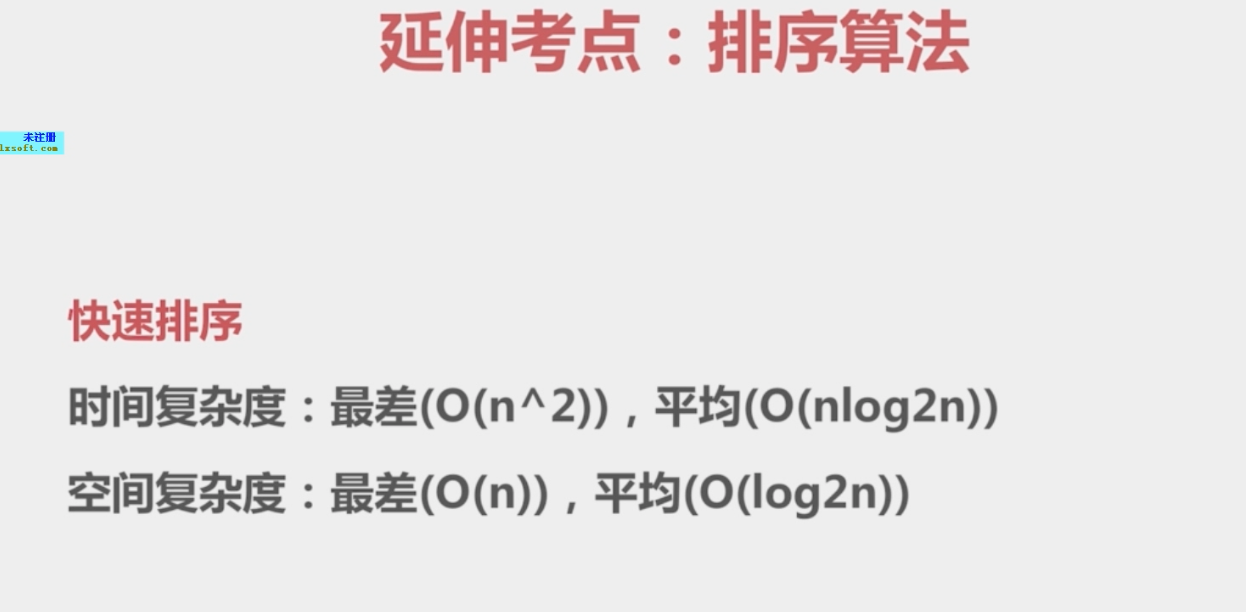 延伸考点：排序算法
未注册
lxsoft.com
快速排序
时间复杂度：最差(O(n^2))，平均(O(nlog2n))
空间复杂度：最差(O(n))，平均(O(log2n))